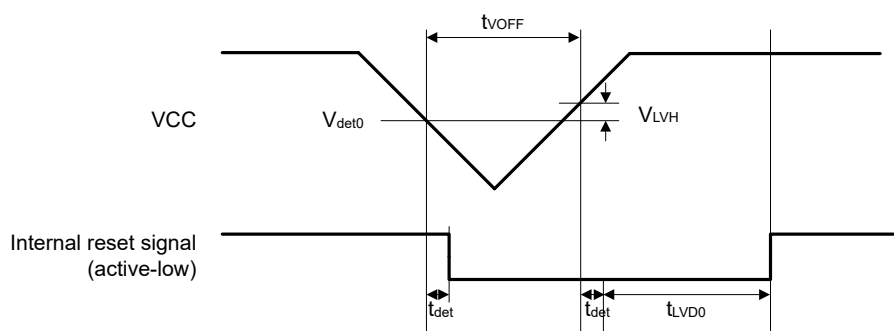 tVOFF
VCC
Vdet0
VLVH
Internal reset signal
(active-low)
tdet
tdet
tLVD0